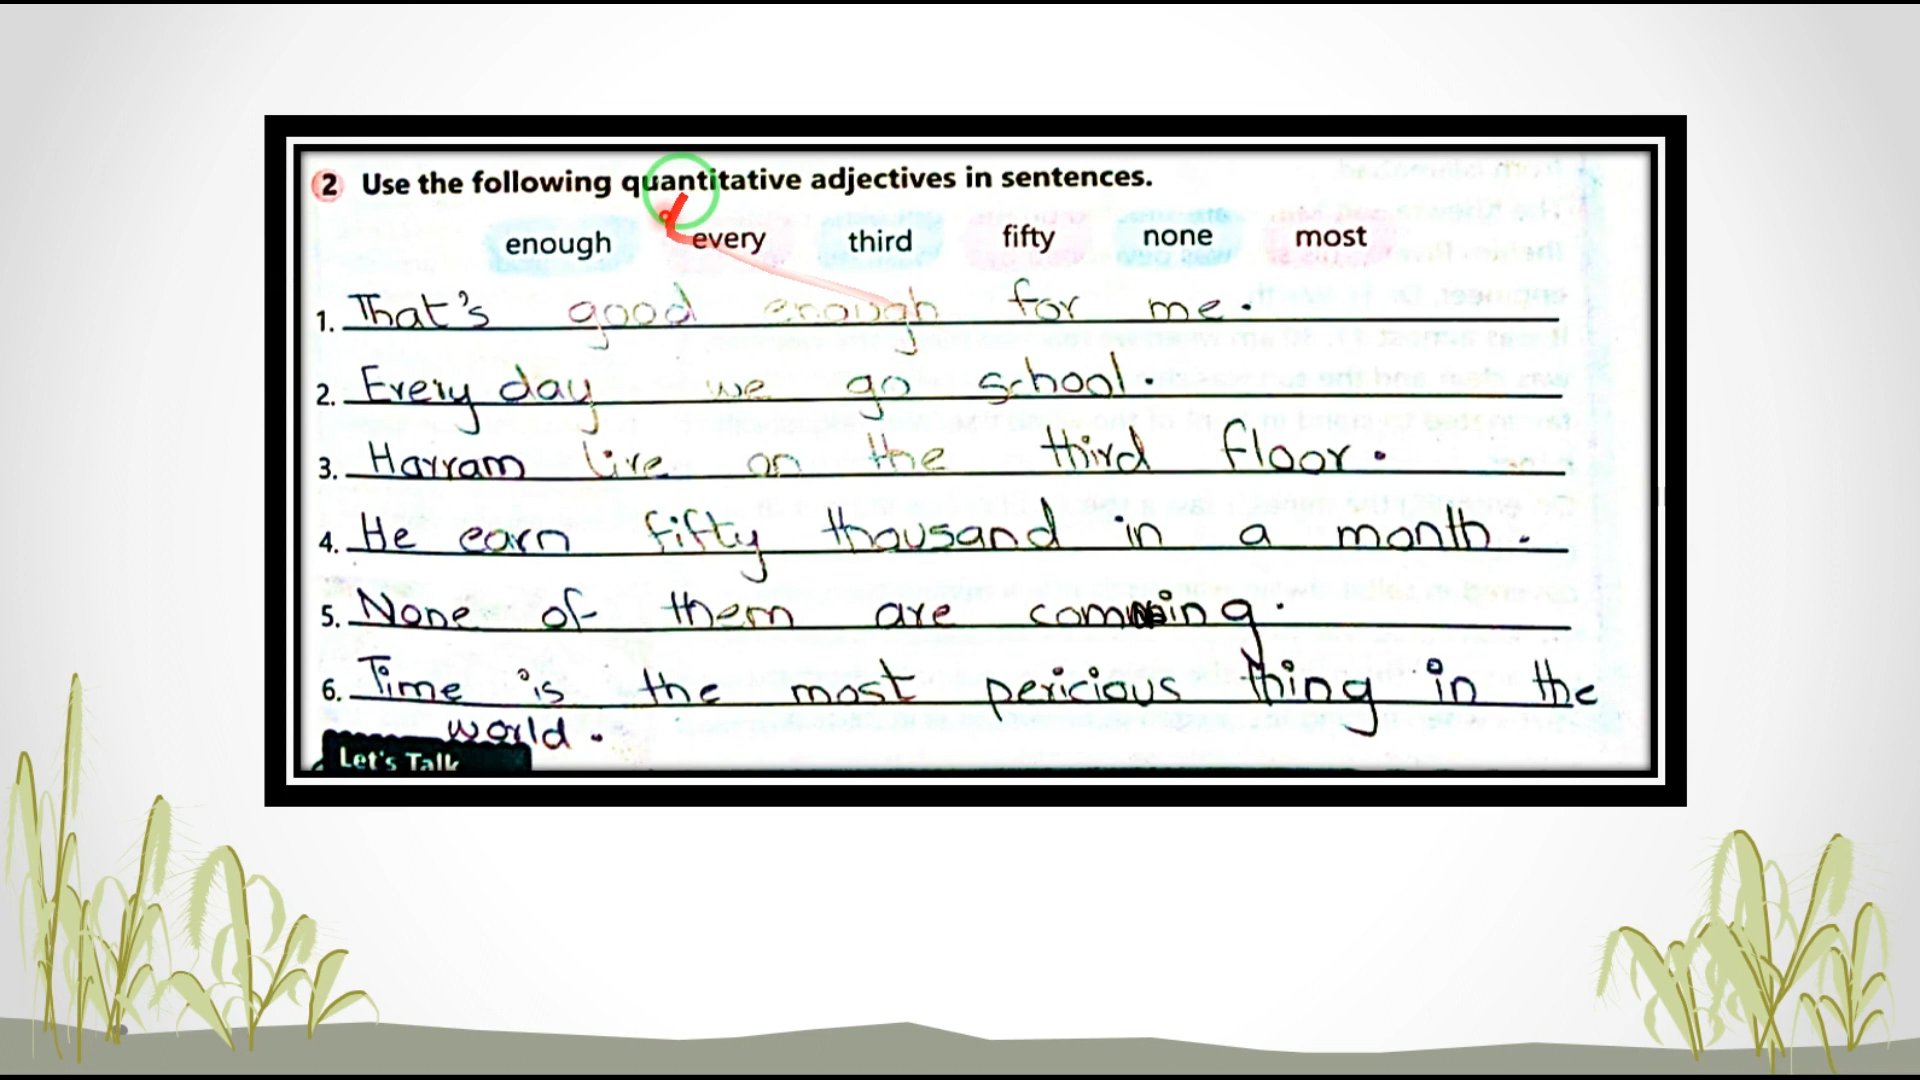 2 Use the following quantitative adjectives in sentences.
enough every third fifty none most
1. That's good enough for me.
2. Every day we go school.
3. Harram live on the third floor.
4. He earn fifty thousand in a month.
5. None of them are comming.
6. Time is the most pericious thing in the
world.
Let's Talk